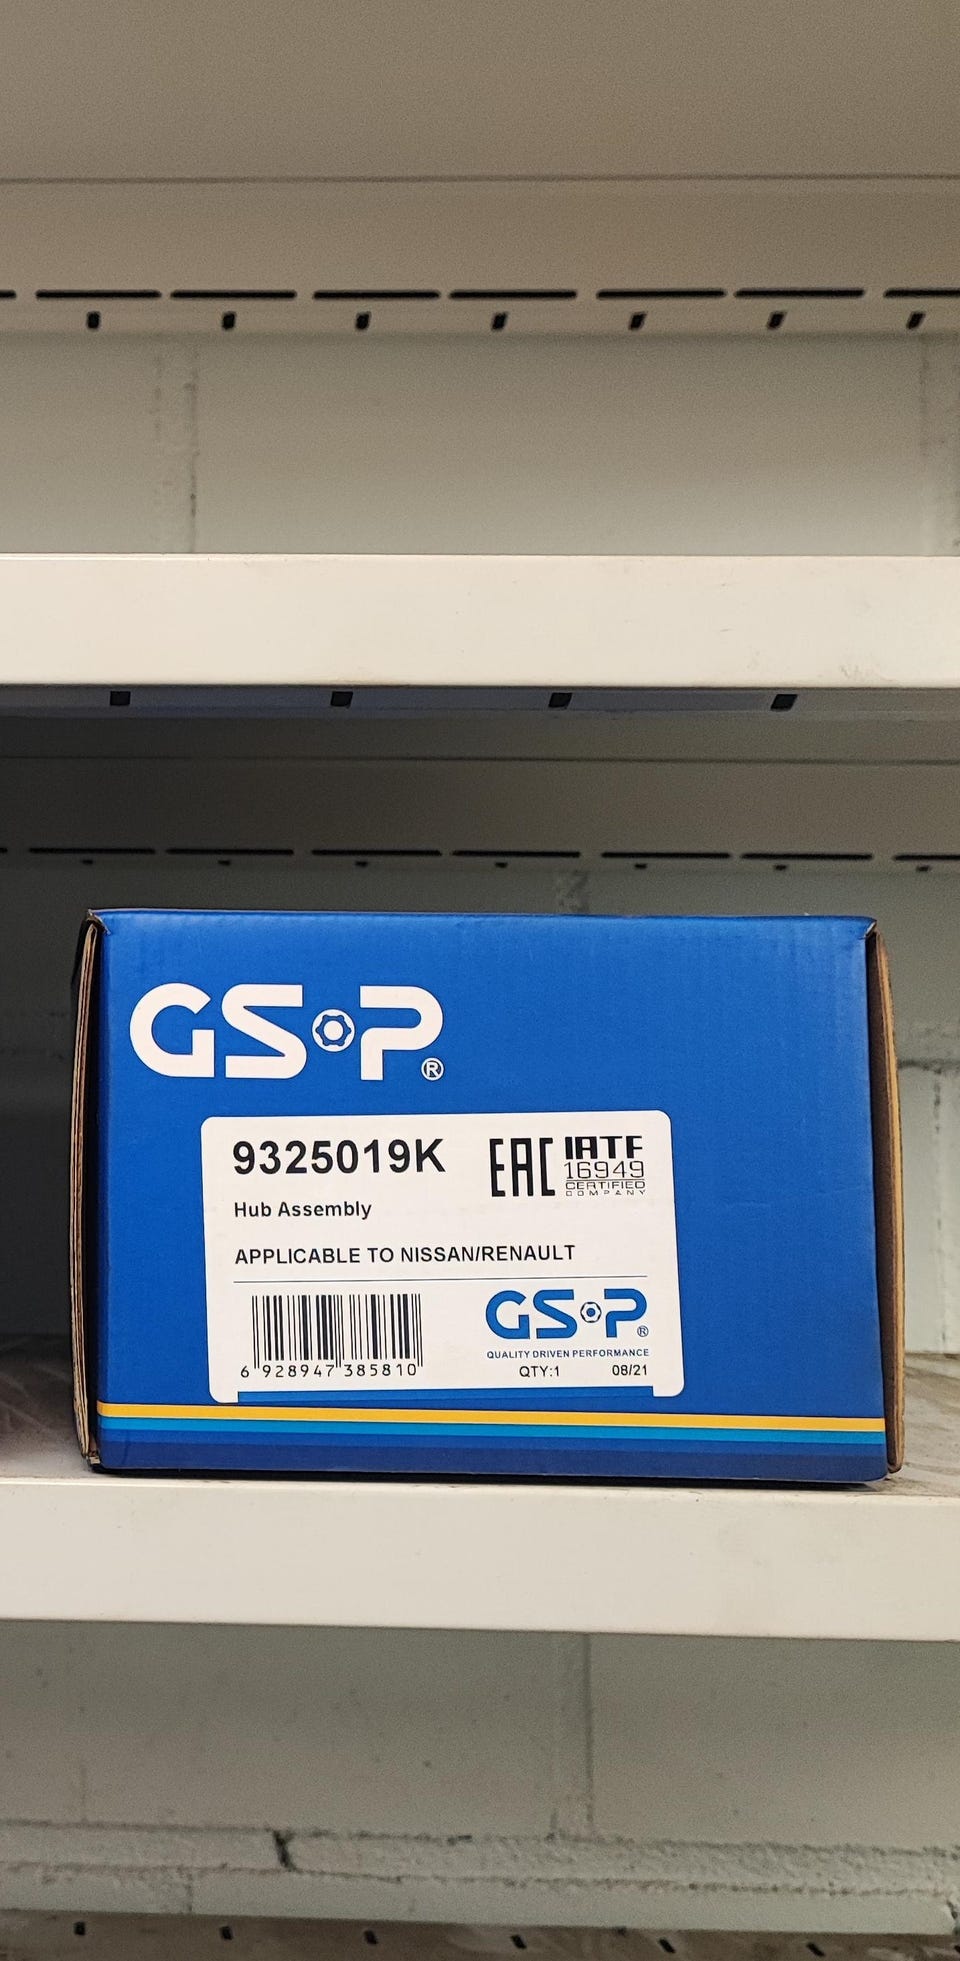 GSP®
9325019K
EAC IATF
16949
CERTIFIED
COMPANY
Hub Assembly
APPLICABLE TO NISSAN/RENAULT
GSP®
QUALITY DRIVEN PERFORMANCE
6 928947 385810
QTY:1 08/21